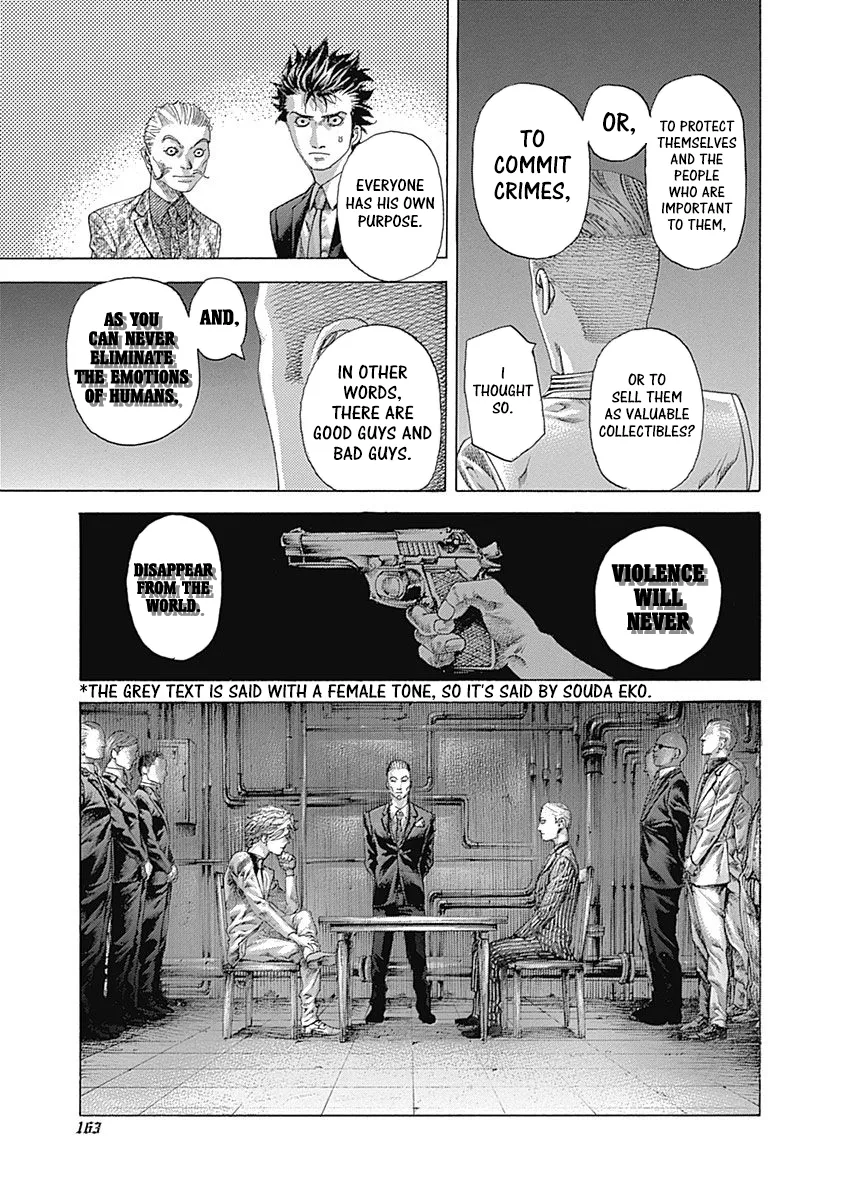 TO PROTECT
THEMSELVES
AND THE
PEOPLE
WHO ARE
IMPORTANT
TO THEM,
OR,
TO
COMMIT
CRIMES,
OR TO
SELL THEM
AS VALUABLE
COLLECTIBLES?
I
THOUGHT
SO.
EVERYONE
HAS HIS OWN
PURPOSE.
IN OTHER
WORDS,
THERE ARE
GOOD GUYS AND
BAD GUYS.
AND,
AS YOU
CAN NEVER
ELIMINATE
THE EMOTIONS
OF HUMANS,
VIOLENCE
WILL
NEVER
DISAPPEAR
FROM THE
WORLD.
*THE GREY TEXT IS SAID WITH A FEMALE TONE, SO IT'S SAID BY SOUDA EKO.
163